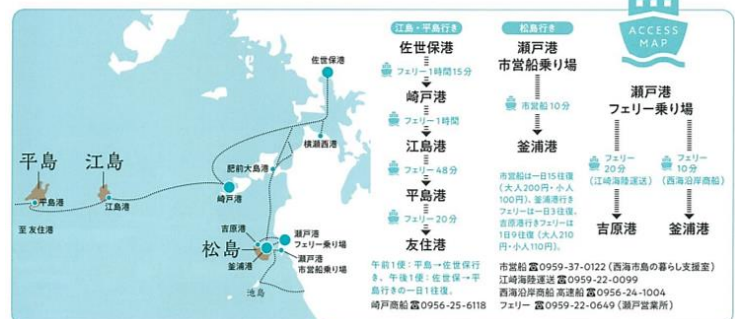 佐世保港
横瀬西港
肥前大島港
崎戸港
平島
江島
平島港
江島港
至 友住港
吉原港
松島
釜浦港
瀬戸港
フェリー乗り場
瀬戸港
市営船乗り場
池島
江島・平島行き
佐世保港
フェリー1時間15分
崎戸港
フェリー1時間
江島港
フェリー48分
平島港
フェリー20分
友住港
午前1便：平島→佐世保行
き、午後1便：佐世保→平
島行きの一日1往復。
崎戸商船☎0956-25-6118
松島行き
瀬戸港
市営船乗り場
市営船10分
釜浦港
市営船は一日15往復
（大人200円・小人
100円）、釜浦港行き
フェリーは一日3往復。
吉原港行きフェリーは
1日9往復（大人210
円・小人110円）。
ACCESS
MAP
瀬戸港
フェリー乗り場
フェリー
20分
（江崎海陸運送）
フェリー
10分
（西海沿岸商船）
吉原港
釜浦港
市営船 ☎0959-37-0122（西海市島の暮らし支援室）
江崎海陸運送 ☎0959-22-0099
西海沿岸商船 高速船 ☎0956-24-1004
フェリー ☎0959-22-0649（瀬戸営業所）